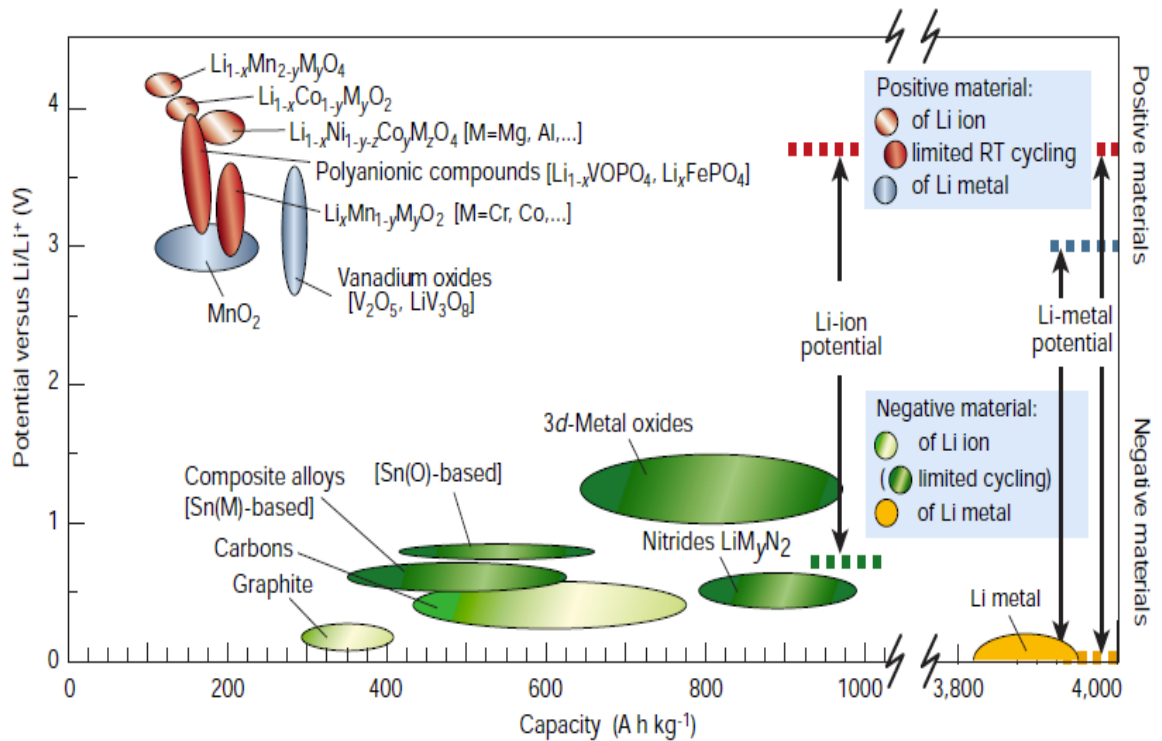 Li₁₋ₓMn₂₋yMyO₄
Li₁₋ₓCo₁₋yMyO₂
Li₁₋ₓNi₁₋y₋zCoyMzO₄ [M=Mg, Al,...]
Polyanionic compounds [Li₁₋ₓVOPO₄, LiₓFePO₄]
LiₓMn₁₋yMyO₂ [M=Cr, Co,...]
Vanadium oxides
[V₂O₅, LiV₃O₈]
MnO₂
Positive material:
of Li ion
limited RT cycling
of Li metal
Positive materials
Li-ion
potential
Li-metal
potential
Negative material:
of Li ion
( limited cycling)
of Li metal
Negative materials
3d-Metal oxides
[Sn(O)-based]
Composite alloys
[Sn(M)-based]
Carbons
Graphite
Nitrides LiMyN2
Li metal
Potential versus Li/Li⁺ (V)
4
3
2
1
0
0 200 400 600 800 1000 3,800 4,000
Capacity (A h kg⁻¹)